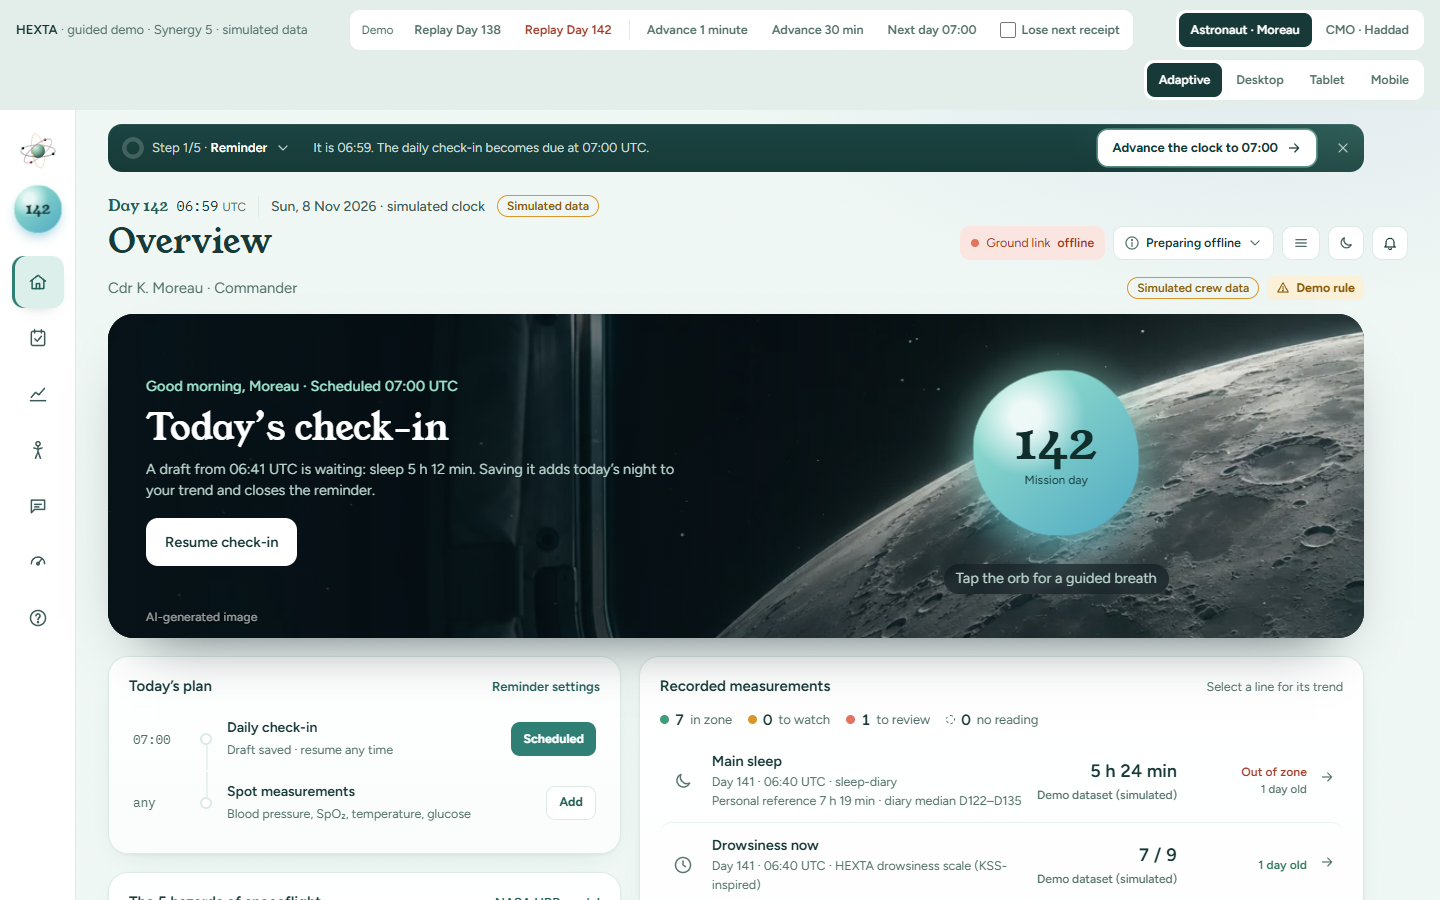 HEXTA · guided demo · Synergy 5 · simulated data
Demo Replay Day 138 Replay Day 142 Advance 1 minute Advance 30 min Next day 07:00 Lose next receipt
Astronaut · Moreau CMO · Haddad
Adaptive Desktop Tablet Mobile
142
Step 1/5 · Reminder It is 06:59. The daily check-in becomes due at 07:00 UTC. Advance the clock to 07:00
Day 142 06:59 UTC Sun, 8 Nov 2026 · simulated clock Simulated data
Overview
Ground link offline Preparing offline
Cdr K. Moreau · Commander
Simulated crew data Demo rule
Good morning, Moreau · Scheduled 07:00 UTC
Today's check-in
A draft from 06:41 UTC is waiting: sleep 5 h 12 min. Saving it adds today's night to
your trend and closes the reminder.
Resume check-in
AI-generated image
142
Mission day
Tap the orb for a guided breath
Today's plan Reminder settings
07:00 Daily check-in Scheduled
Draft saved · resume any time
any Spot measurements Add
Blood pressure, SpO₂, temperature, glucose
Recorded measurements Select a line for its trend
7 in zone 0 to watch 1 to review 0 no reading
Main sleep
Day 141 · 06:40 UTC · sleep-diary
Personal reference 7 h 19 min · diary median D122–D135
5 h 24 min
Demo dataset (simulated)
Out of zone
1 day old
Drowsiness now
Day 141 · 06:40 UTC · HEXTA drowsiness scale (KSS-
inspired)
7 / 9
Demo dataset (simulated)
1 day old